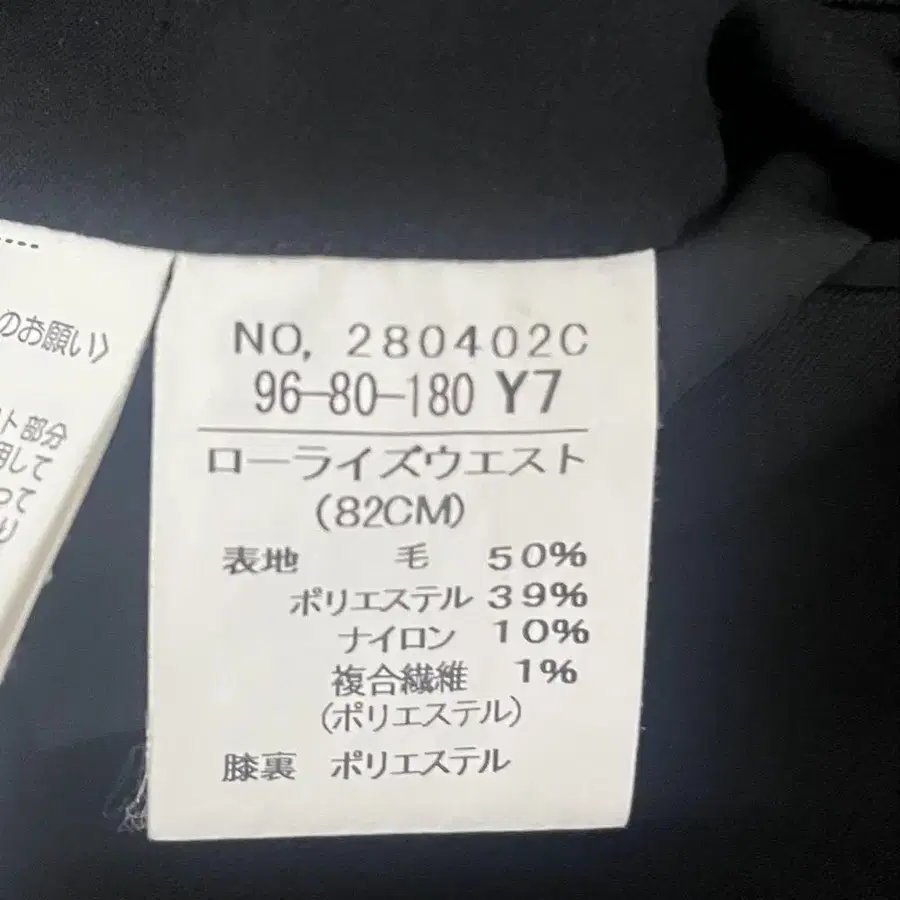 のお願い〉
ト部分
用して
って
り
NO, 280402C
96-80-180 Y7
ローライズウエスト
(82CM)
表地 毛 50%
ポリエステル 39%
ナイロン 10%
複合繊維 1%
(ポリエステル)
膝裏 ポリエステル